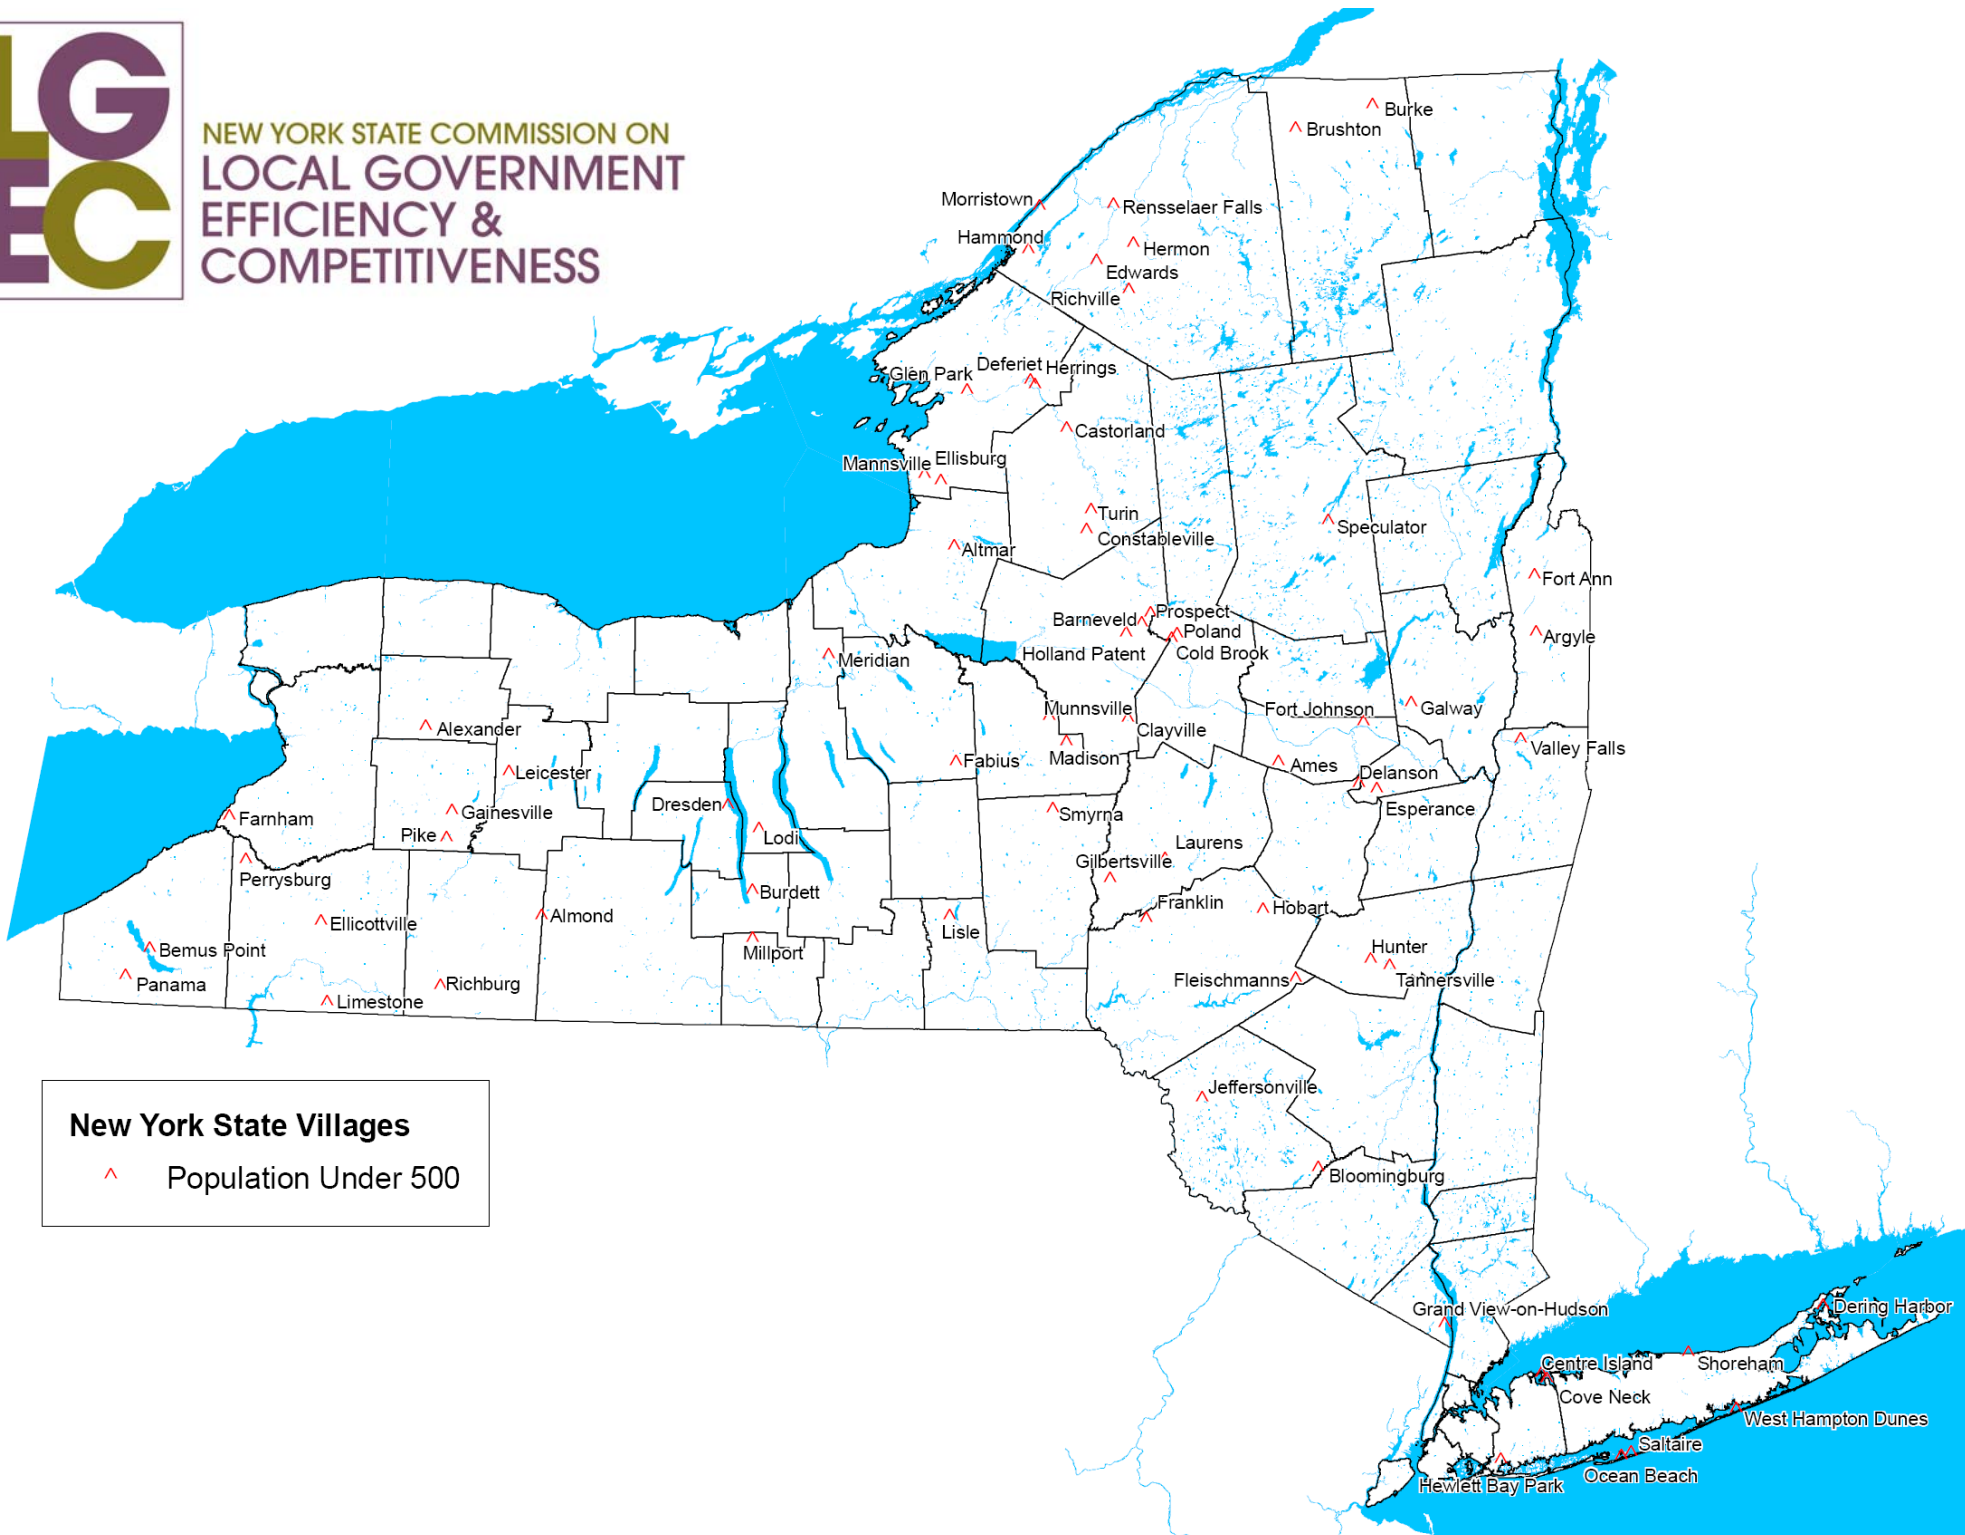 LG
EC
NEW YORK STATE COMMISSION ON
LOCAL GOVERNMENT
EFFICIENCY &
COMPETITIVENESS
Burke
Brushton
Morristown
Rensselaer Falls
Hammond
Hermon
Edwards
Richville
Deferiet
Herrings
Glen Park
Castorland
Ellisburg
Mannsville
Turin
Speculator
Constableville
Altmar
Fort Ann
Prospect
Barneveld
Poland
Argyle
Holland Patent
Cold Brook
Meridian
Munnsville
Fort Johnson
Galway
Alexander
Clayville
Valley Falls
Madison
Fabius
Ames
Leicester
Delanson
Dresden
Esperance
Gainesville
Smyrna
Farnham
Pike
Lodi
Laurens
Gilbertsville
Perrysburg
Burdett
Franklin
Hobart
Almond
Ellicottville
Lisle
Hunter
Bemus Point
Millport
Fleischmanns
Tannersville
Panama
Richburg
Limestone
Jeffersonville
New York State Villages
Population Under 500
Bloomingburg
Grand View-on-Hudson
Dering Harbor
Centre Island
Shoreham
Cove Neck
West Hampton Dunes
Saltaire
Ocean Beach
Hewlett Bay Park